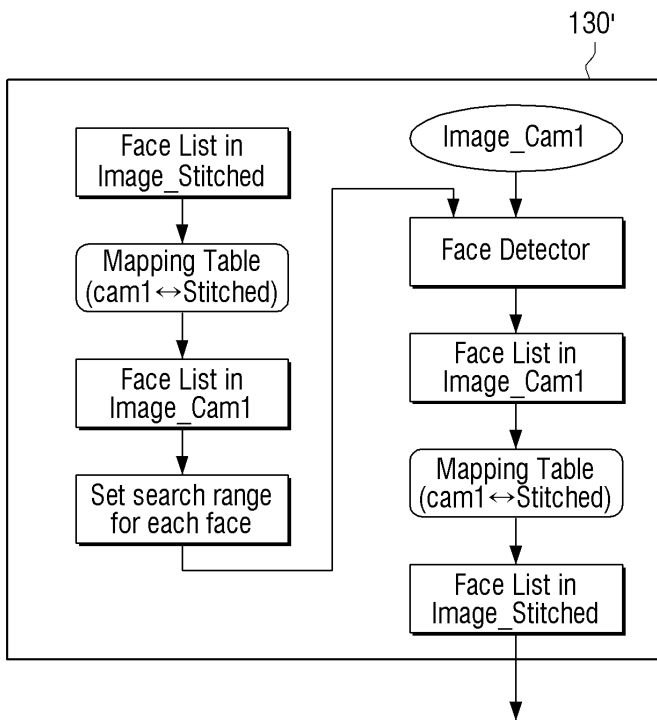 130'
Face List in
Image_Stitched
Mapping Table
(cam1↔Stitched)
Face List in
Image_Cam1
Set search range
for each face
Image_Cam1
Face Detector
Face List in
Image_Cam1
Mapping Table
(cam1↔Stitched)
Face List in
Image_Stitched